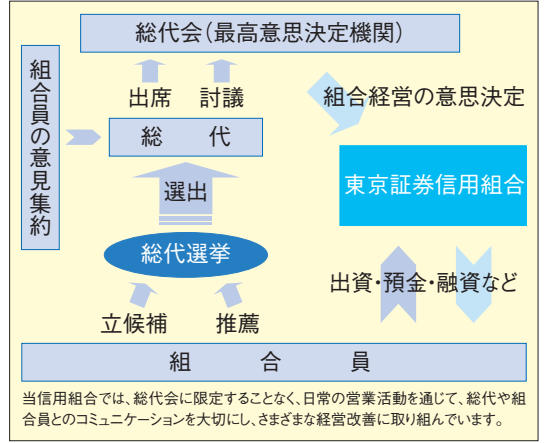 総代会(最高意思決定機関)
組合員の意見集約
出席
討議
総代
選出
総代選挙
立候補
推薦
組合経営の意思決定
東京証券信用組合
出資・預金・融資など
組合員
当信用組合では、総代会に限定することなく、日常の営業活動を通じて、総代や組
合員とのコミュニケーションを大切にし、さまざまな経営改善に取り組んでいます。